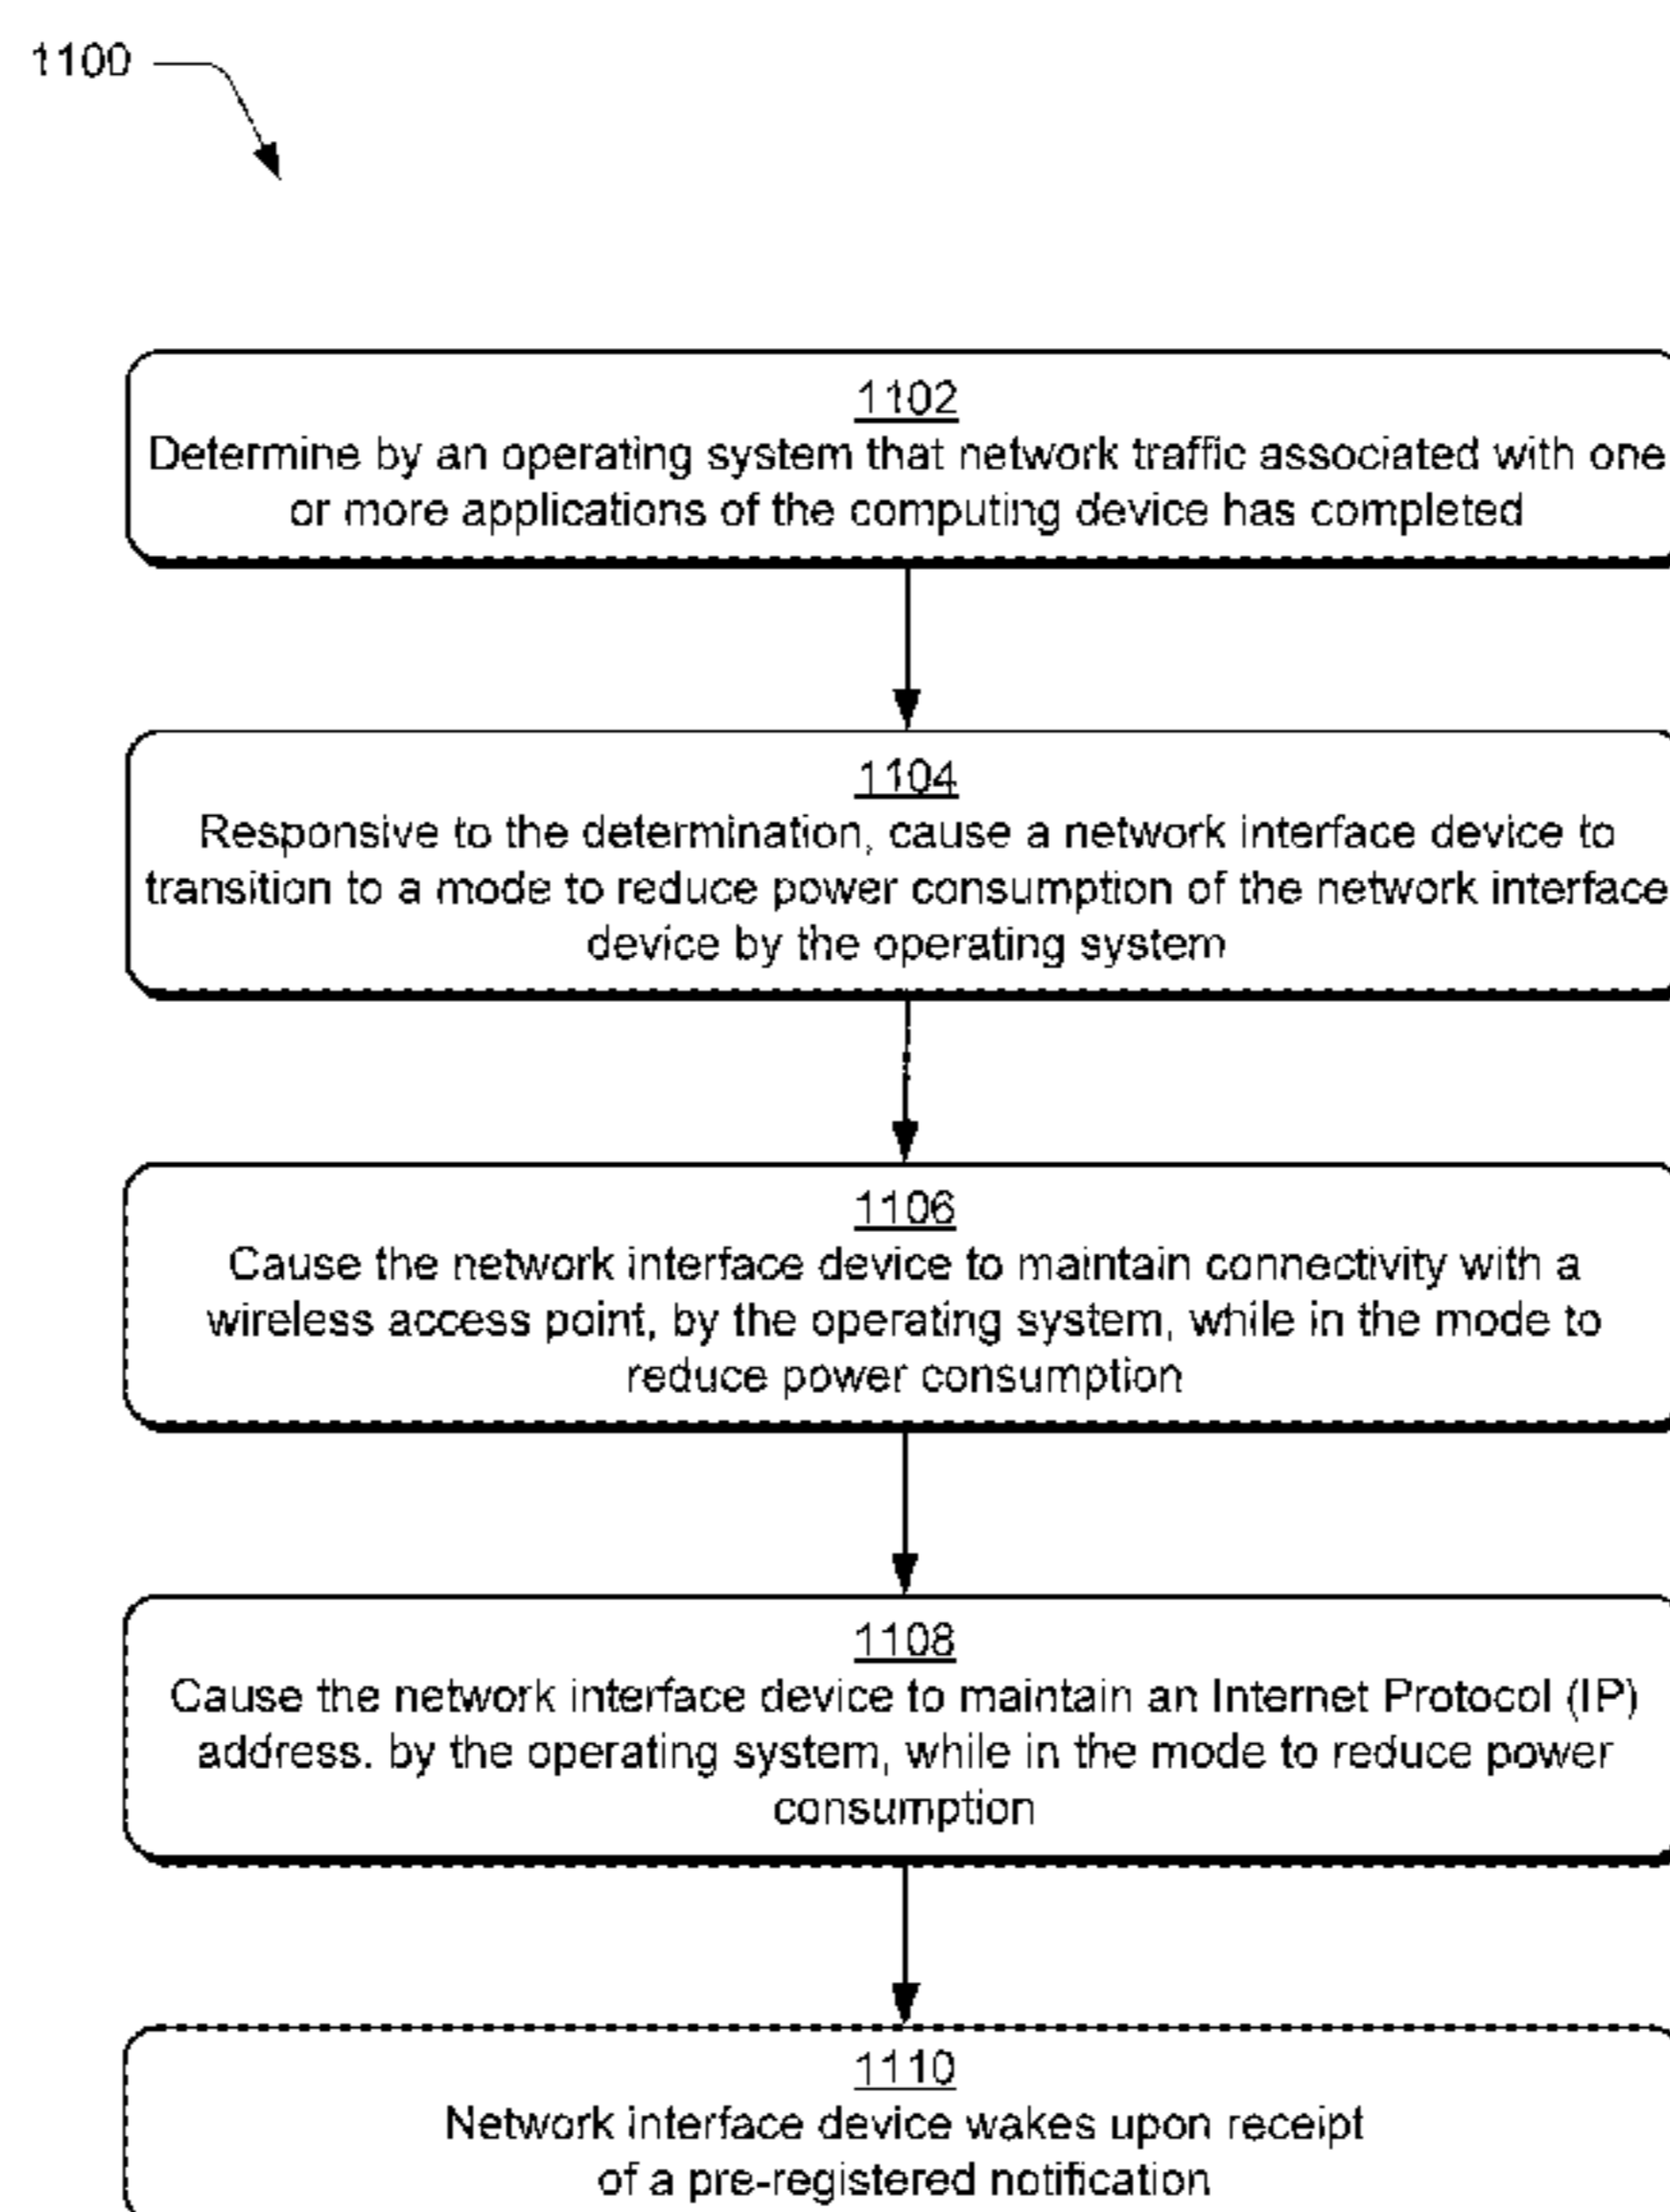 1100
1102
Determine by an operating system that network traffic associated with one
or more applications of the computing device has completed
1104
Responsive to the determination, cause a network interface device to
transition to a mode to reduce power consumption of the network interface
device by the operating system
1106
Cause the network interface device to maintain connectivity with a
wireless access point, by the operating system, while in the mode to
reduce power consumption
1108
Cause the network interface device to maintain an Internet Protocol (IP)
address. by the operating system, while in the mode to reduce power
consumption
1110
Network interface device wakes upon receipt
of a pre-registered notification